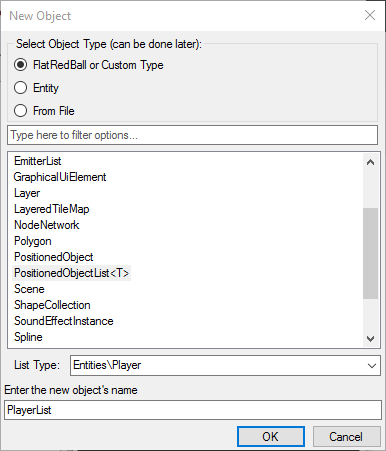 New Object
Select Object Type (can be done later):
FlatRedBall or Custom Type
Entity
From File
Type here to filter options...
EmitterList
GraphicalUiElement
Layer
LayeredTileMap
NodeNetwork
Polygon
PositionedObject
PositionedObjectList<T>
Scene
ShapeCollection
SoundEffectInstance
Spline
List Type: Entities\Player
Enter the new object's name
PlayerList
OK Cancel